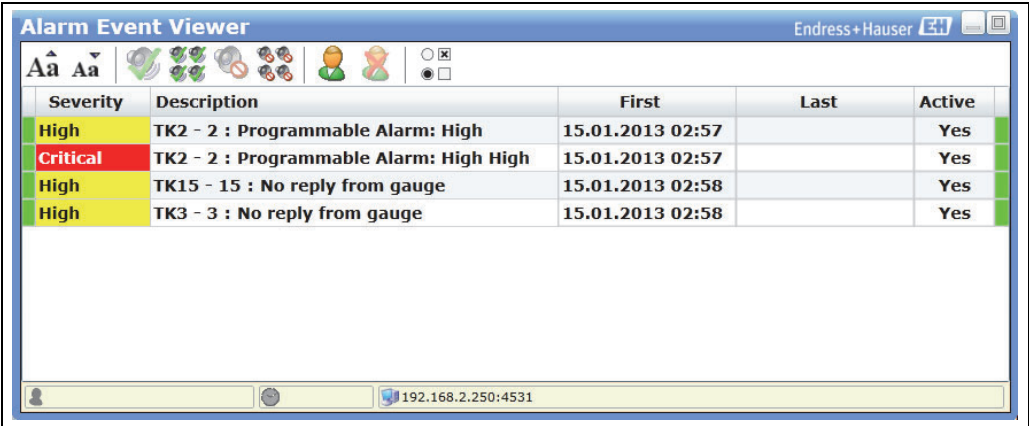 Alarm Event Viewer
Endress+Hauser EH
Aa Aa
Severity Description First Last Active
High TK2 - 2 : Programmable Alarm: High 15.01.2013 02:57 Yes
Critical TK2 - 2 : Programmable Alarm: High High 15.01.2013 02:57 Yes
High TK15 - 15 : No reply from gauge 15.01.2013 02:58 Yes
High TK3 - 3 : No reply from gauge 15.01.2013 02:58 Yes
192.168.2.250:4531